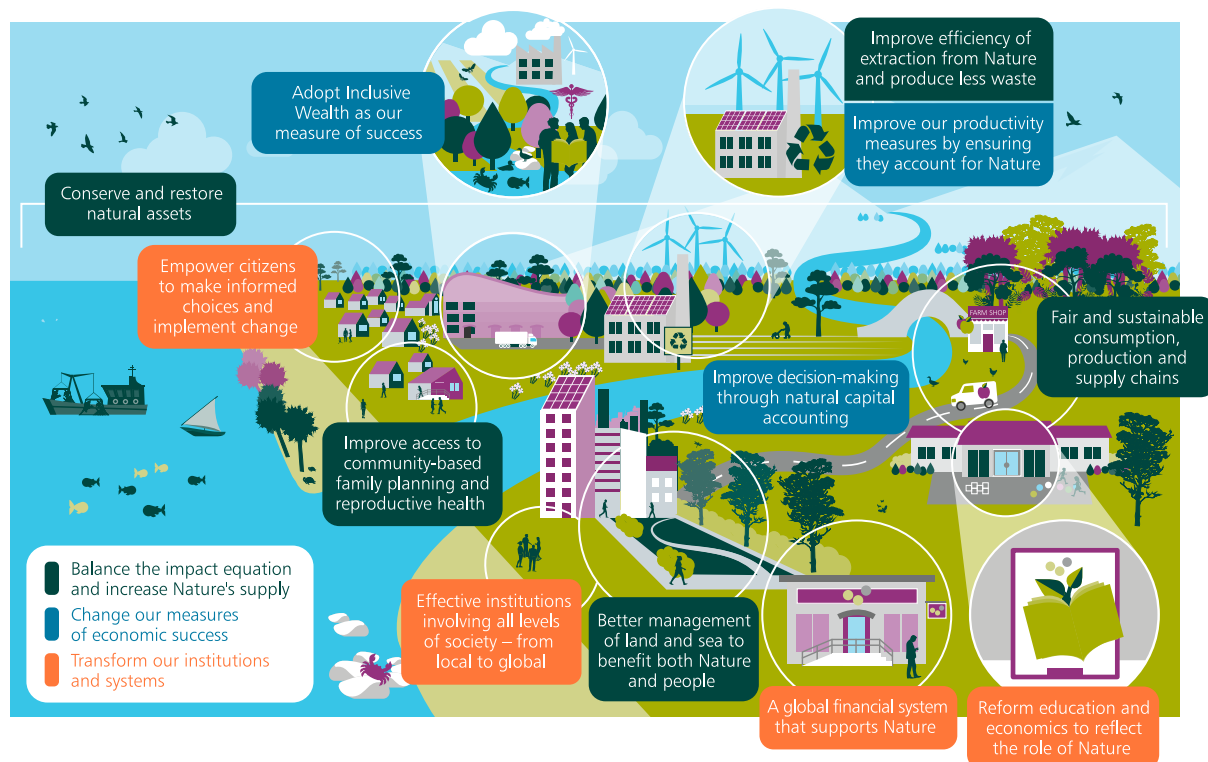 Improve efficiency of
extraction from Nature
and produce less waste
Adopt Inclusive
Wealth as our
measure of success
Improve our productivity
measures by ensuring
they account for Nature
Conserve and restore
natural assets
Empower citizens
to make informed
choices and
implement change
FARM SHOP
Fair and sustainable
consumption,
production and
supply chains
Improve decision-making
through natural capital
accounting
Improve access to
community-based
family planning and
reproductive health
Balance the impact equation
and increase Nature's supply
Change our measures
of economic success
Transform our institutions
and systems
Effective institutions
involving all levels
of society – from
local to global
Better management
of land and sea to
benefit both Nature
and people
A global financial system
that supports Nature
Reform education and
economics to reflect
the role of Nature